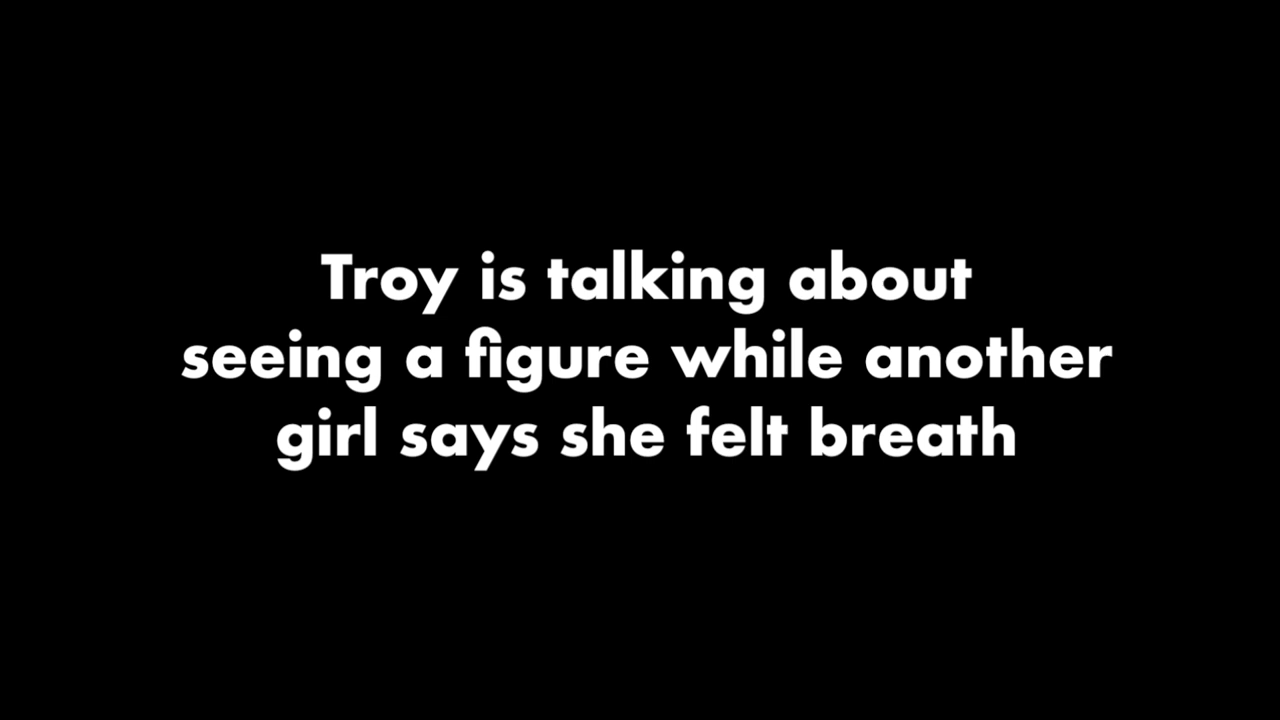 Troy is talking about
seeing a figure while another
girl says she felt breath